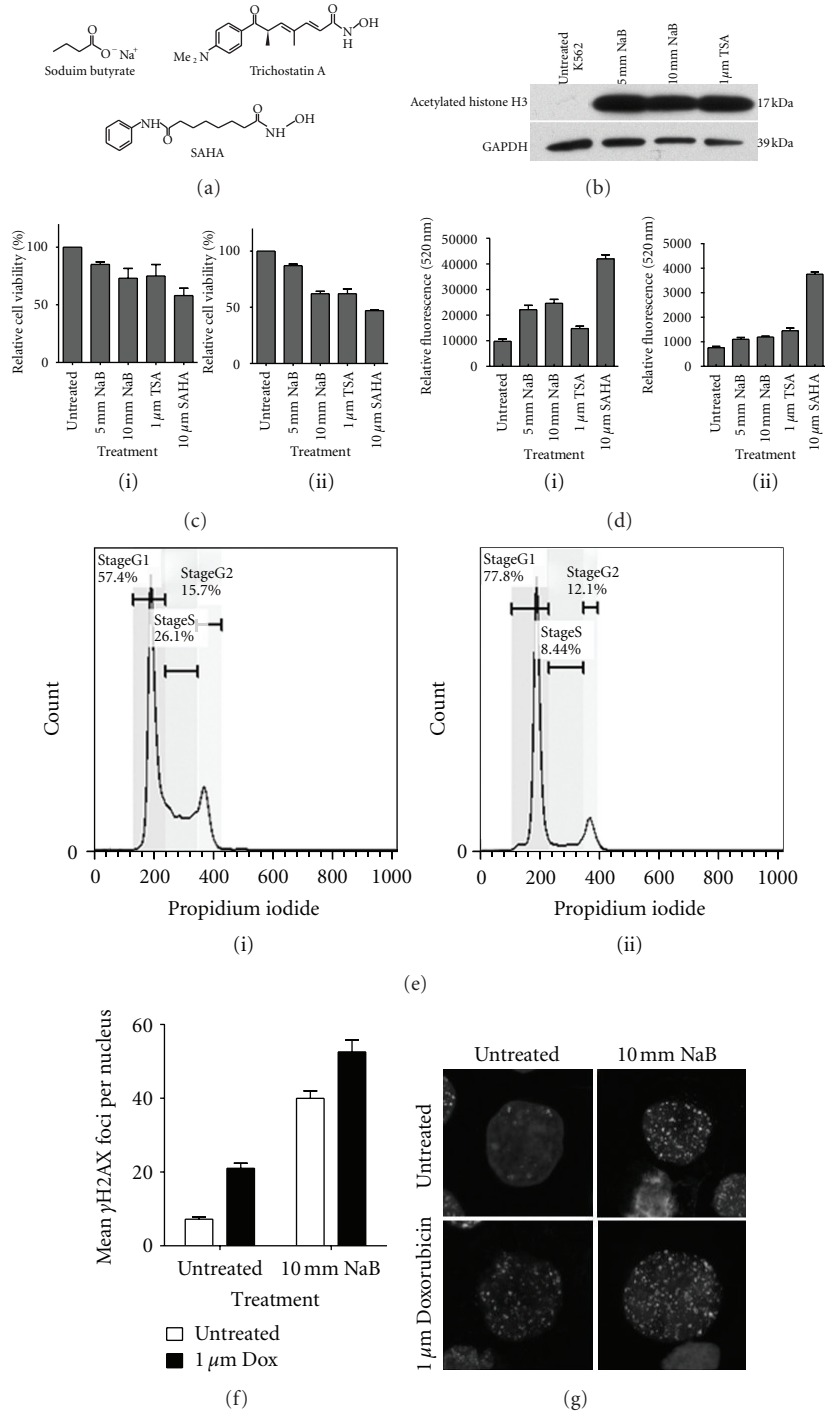 O
O
O⁻ Na⁺
Soduim butyrate
O
O
Me₂N
N
H
OH
Trichostatin A
NH
O
O
NH
OH
SAHA
(a)
Untreated
K562
5 mm NaB
10 mm NaB
1 µm TSA
Acetylated histone H3
17 kDa
GAPDH
39 kDa
(b)
Relative cell viability (%)
100
50
0
Untreated
5 mm NaB
10 mm NaB
1 µm TSA
10 µm SAHA
Treatment
(i)
Relative cell viability (%)
100
50
0
Untreated
5 mm NaB
10 mm NaB
1 µm TSA
10 µm SAHA
Treatment
(ii)
(c)
Relative fluorescence (520 nm)
50000
40000
30000
20000
10000
0
Untreated
5 mm NaB
10 mm NaB
1 µm TSA
10 µm SAHA
Treatment
(i)
Relative fluorescence (520 nm)
5000
4000
3000
2000
1000
0
Untreated
5 mm NaB
10 mm NaB
1 µm TSA
10 µm SAHA
Treatment
(ii)
(d)
StageG1
57.4%
StageG2
15.7%
StageS
26.1%
Count
0
0 200 400 600 800 1000
Propidium iodide
(i)
StageG1
77.8%
StageG2
12.1%
StageS
8.44%
Count
0
0 200 400 600 800 1000
Propidium iodide
(ii)
(e)
Mean γH2AX foci per nucleus
60
40
20
0
Untreated 10 mm NaB
Treatment
Untreated
1 µm Dox
(f)
Untreated 10 mm NaB
Untreated
1 µm Doxorubicin
(g)